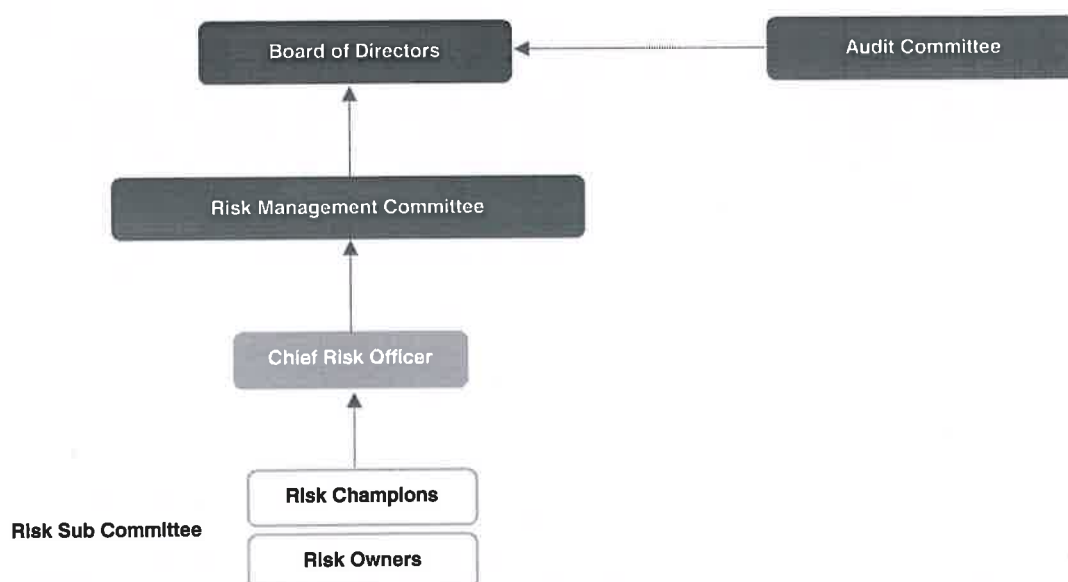 Board of Directors
Audit Committee
Risk Management Committee
Chief Risk Officer
Risk Champions
Risk Sub Committee
Risk Owners